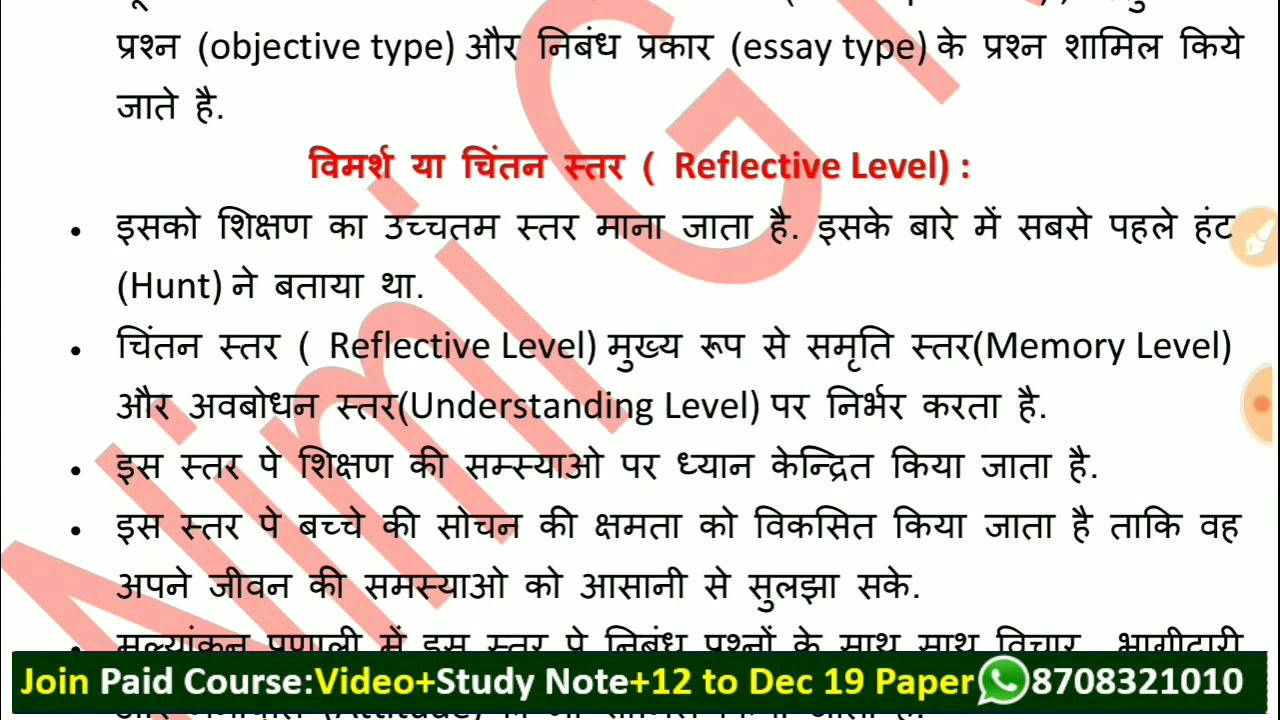 प्रश्न (objective type) और निबंध प्रकार (essay type) के प्रश्न शामिल किये
जाते है.
विमर्श या चिंतन स्तर ( Reflective Level) :
• इसको शिक्षण का उच्चतम स्तर माना जाता है. इसके बारे में सबसे पहले हंट
(Hunt) ने बताया था.
• चिंतन स्तर ( Reflective Level) मुख्य रूप से समृति स्तर(Memory Level)
और अवबोधन स्तर(Understanding Level) पर निर्भर करता है.
• इस स्तर पे शिक्षण की सम्स्याओ पर ध्यान केन्द्रित किया जाता है.
• इस स्तर पे बच्चे की सोचन की क्षमता को विकसित किया जाता है ताकि वह
अपने जीवन की समस्याओ को आसानी से सुलझा सके.
• मूल्यांकन प्रणाली में इस स्तर पे निबंध प्रश्नों के साथ साथ विचार भागीदारी
Join Paid Course:Video+Study Note+12 to Dec 19 Paper 8708321010
(Attitude)
Nimi G